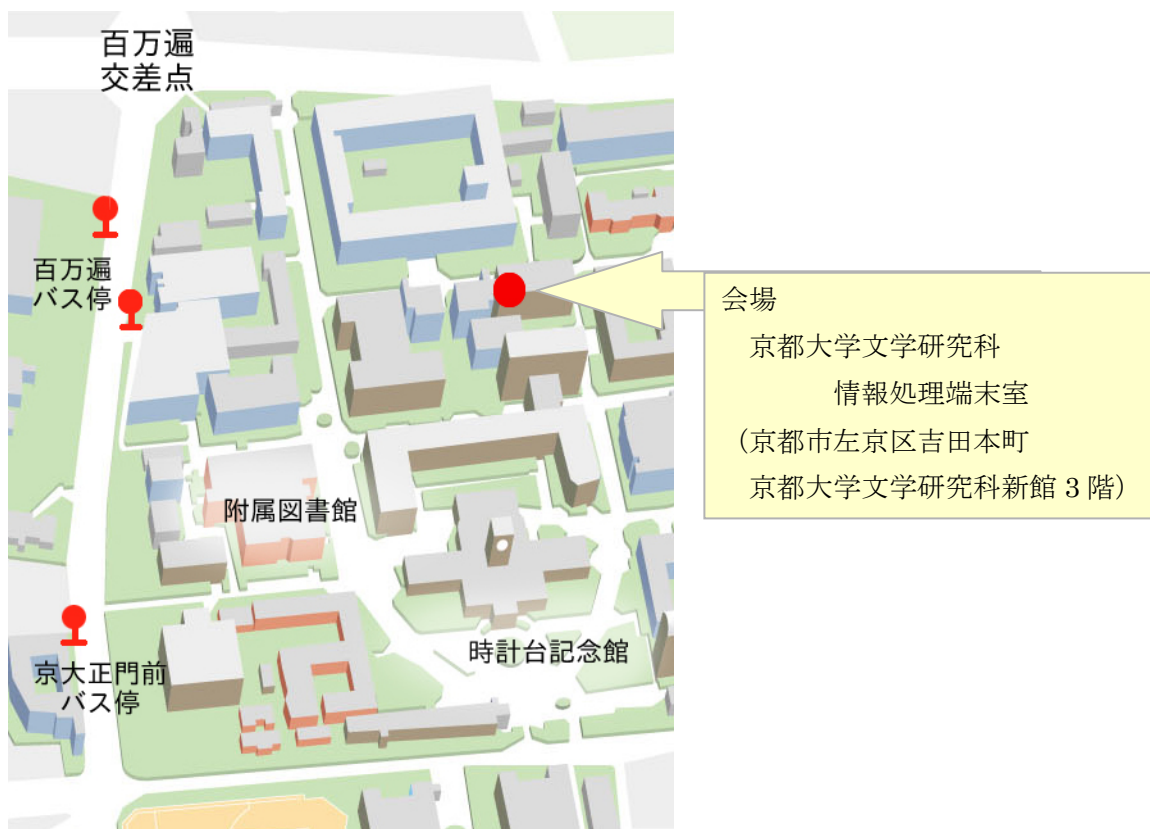 百万遍
交差点
百万遍
バス停
会場
京都大学文学研究科
情報処理端末室
（京都市左京区吉田本町
京都大学文学研究科新館 3 階）
附属図書館
時計台記念館
京大正門前
バス停